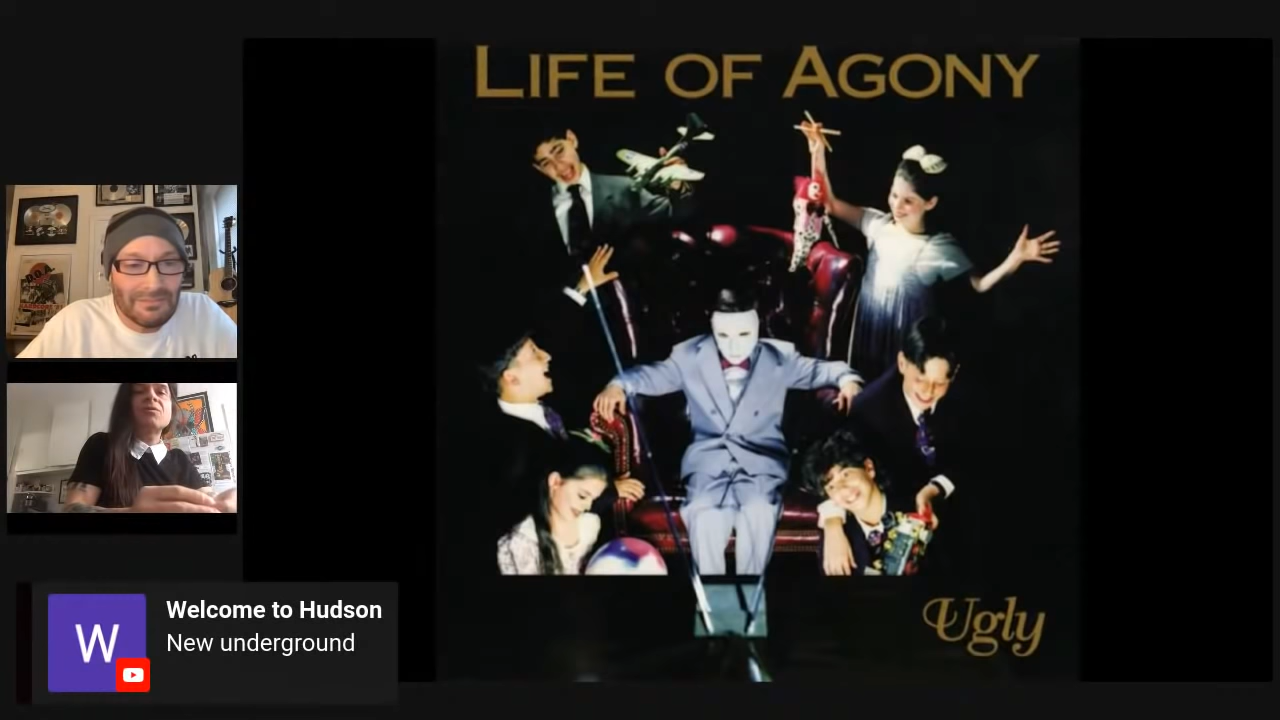 LIFE OF AGONY
D.O.A.
Ugly
W
Welcome to Hudson
New underground